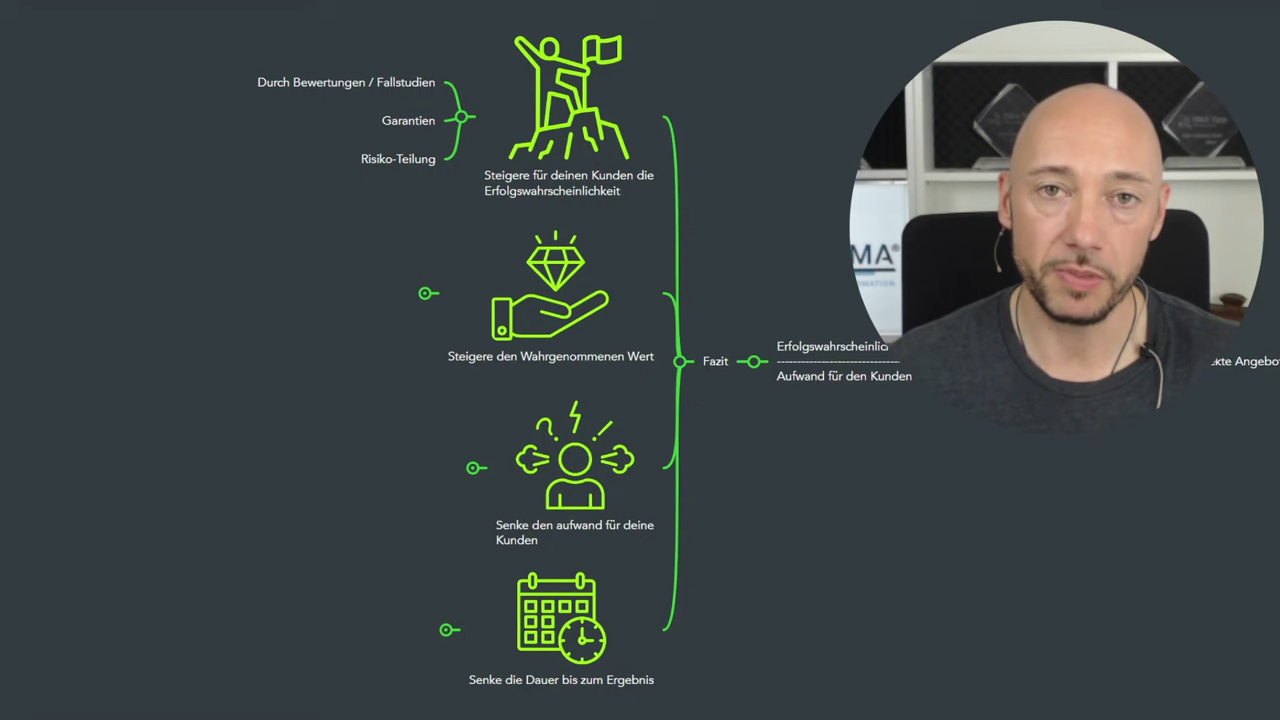 Durch Bewertungen / Fallstudien
Garantien
Risiko-Teilung
Steigere für deinen Kunden die
Erfolgswahrscheinlichkeit
Steigere den Wahrgenommenen Wert
Fazit
Aufwand für den Kunden
Senke den aufwand für deine
Kunden
Senke die Dauer bis zum Ergebnis